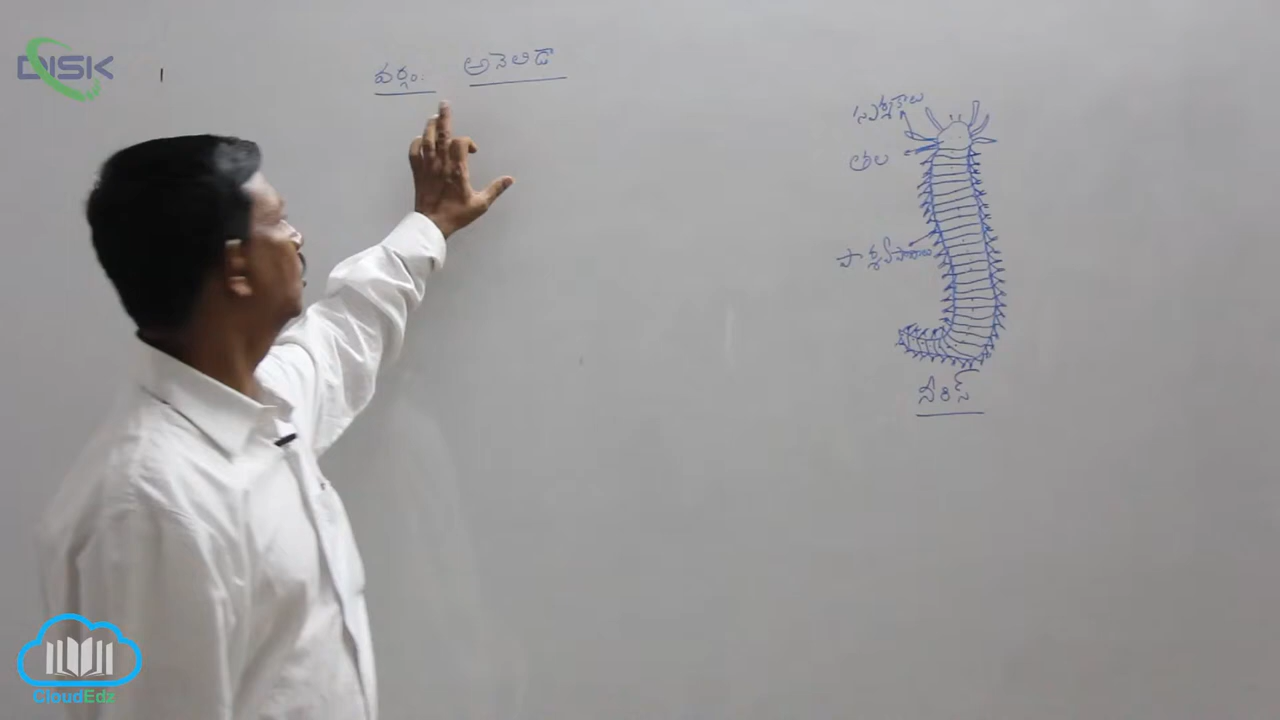 DISK
వర్గం: అనెలిడా
స్పర్శకాలు
తల
పార్శ్వపాదాలు
నీరిస్
CloudEdz